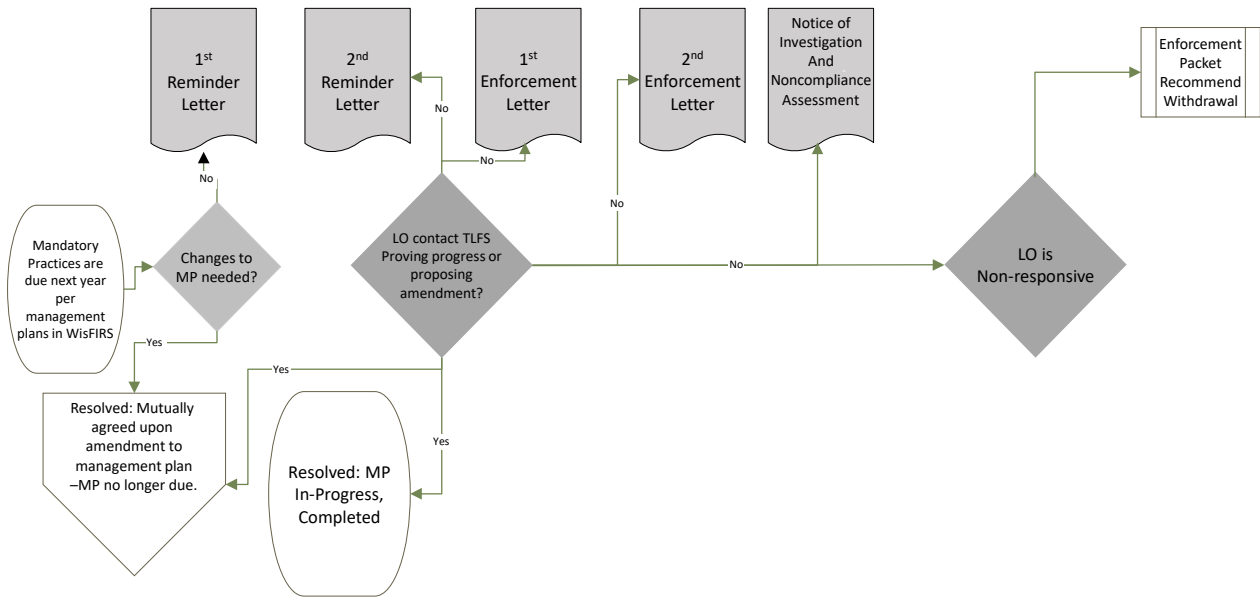 1st
Reminder
Letter
2nd
Reminder
Letter
1st
Enforcement
Letter
2nd
Enforcement
Letter
Notice of
Investigation
And
Noncompliance
Assessment
Enforcement
Packet
Recommend
Withdrawal
No
No
No
No
No
Mandatory
Practices are
due next year
per
management
plans in WisFIRS
Changes to
MP needed?
LO contact TLFS
Proving progress or
proposing
amendment?
LO is
Non-responsive
Yes
Yes
Yes
Resolved: Mutually
agreed upon
amendment to
management plan
–MP no longer due.
Resolved: MP
In-Progress,
Completed